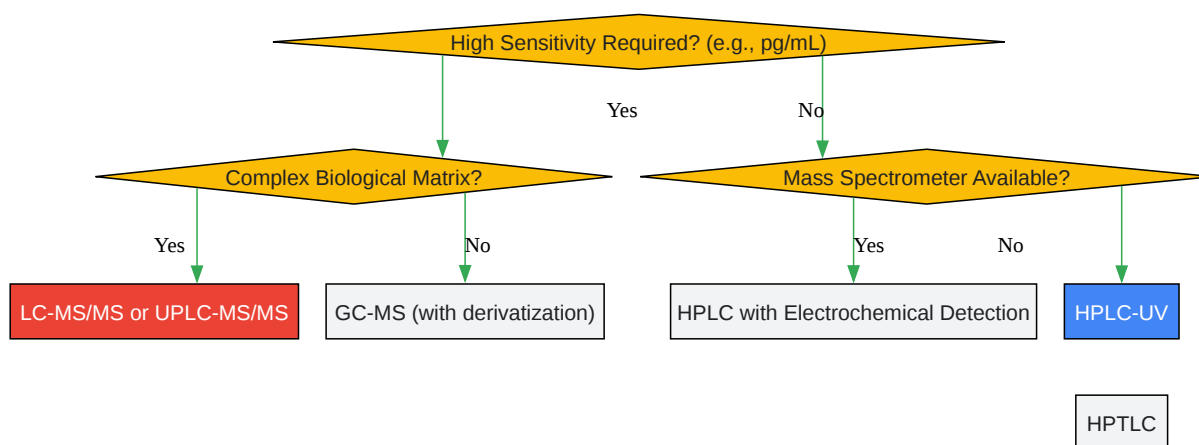 High Sensitivity Required? (e.g., pg/mL)
Yes
No
Complex Biological Matrix?
Mass Spectrometer Available?
Yes
No
Yes
No
LC-MS/MS or UPLC-MS/MS
GC-MS (with derivatization)
HPLC with Electrochemical Detection
HPLC-UV
HPTLC